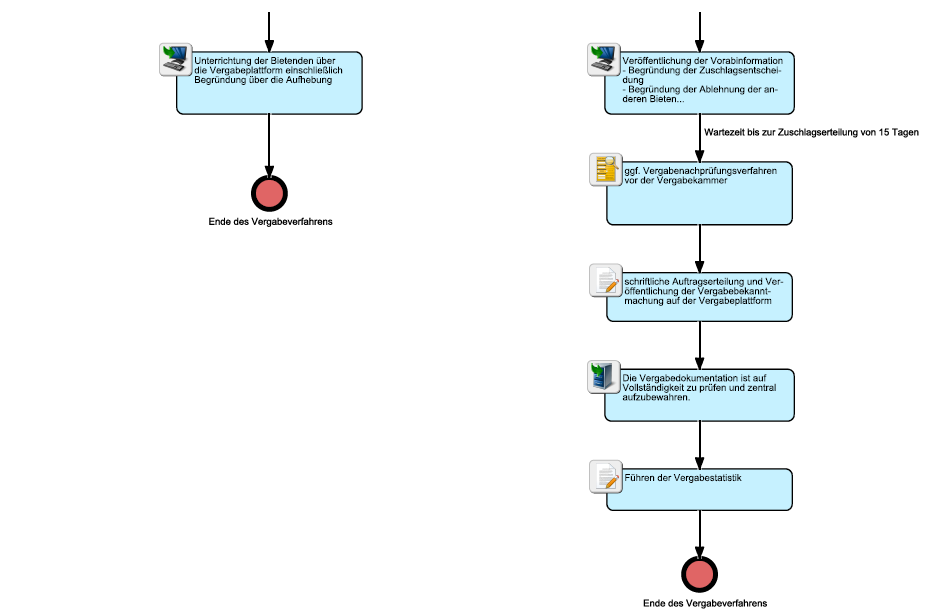 Unterrichtung der Bietenden über
die Vergabeplattform einschließlich
Begründung über die Aufhebung
Ende des Vergabeverfahrens
Veröffentlichung der Vorabinformation
- Begründung der Zuschlagsentschei-
dung
- Begründung der Ablehnung der an-
deren Bieten...
Wartezeit bis zur Zuschlagserteilung von 15 Tagen
ggf. Vergabenachprüfungsverfahren
vor der Vergabekammer
schriftliche Auftragserteilung und Ver-
öffentlichung der Vergabebekannt-
machung auf der Vergabeplattform
Die Vergabedokumentation ist auf
Vollständigkeit zu prüfen und zentral
aufzubewahren.
Führen der Vergabestatistik
Ende des Vergabeverfahrens